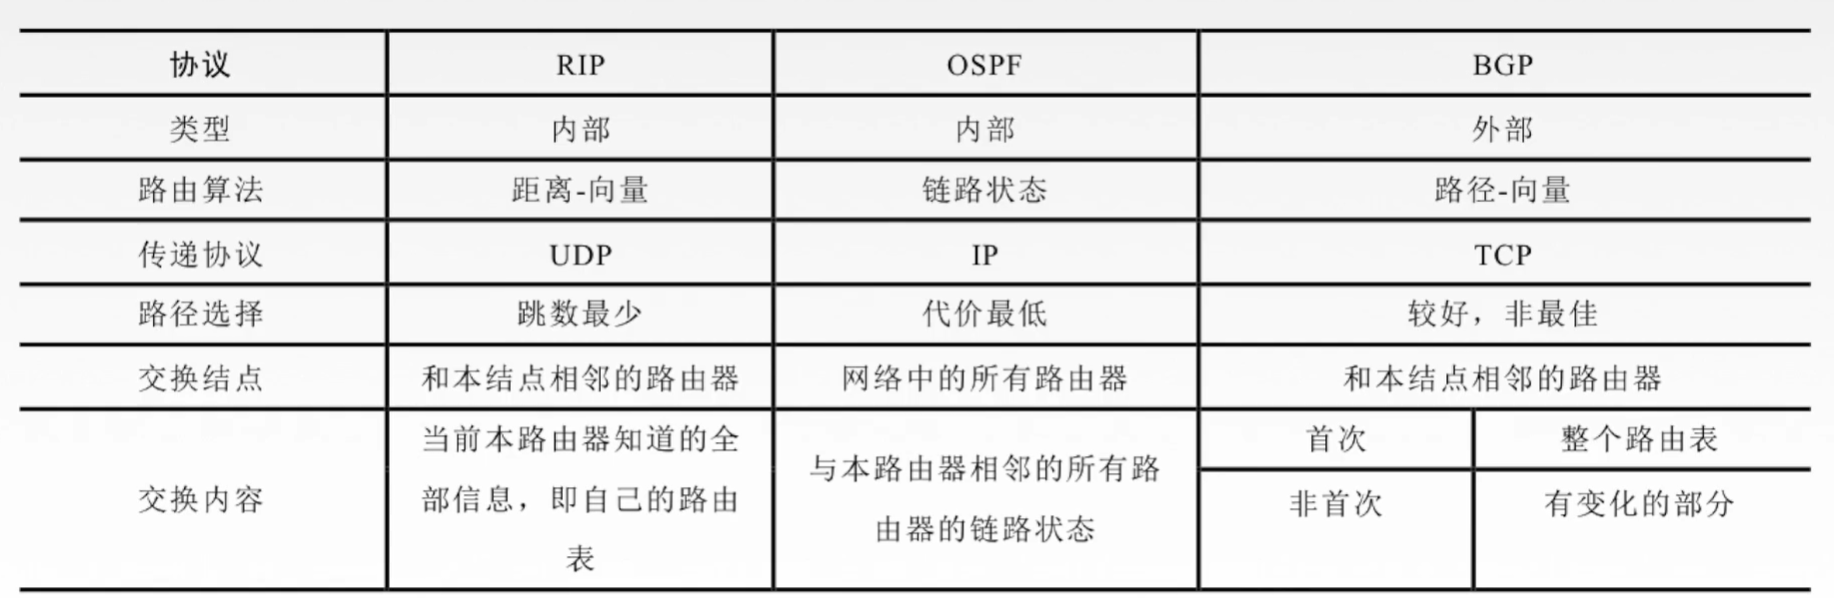 协议 RIP OSPF BGP
类型 内部 内部 外部
路由算法 距离-向量 链路状态 路径-向量
传递协议 UDP IP TCP
路径选择 跳数最少 代价最低 较好，非最佳
交换结点 和本结点相邻的路由器 网络中的所有路由器 和本结点相邻的路由器
交换内容
当前本路由器知道的全
部信息，即自己的路由
表
与本路由器相邻的所有路
由器的链路状态
首次 整个路由表
非首次 有变化的部分